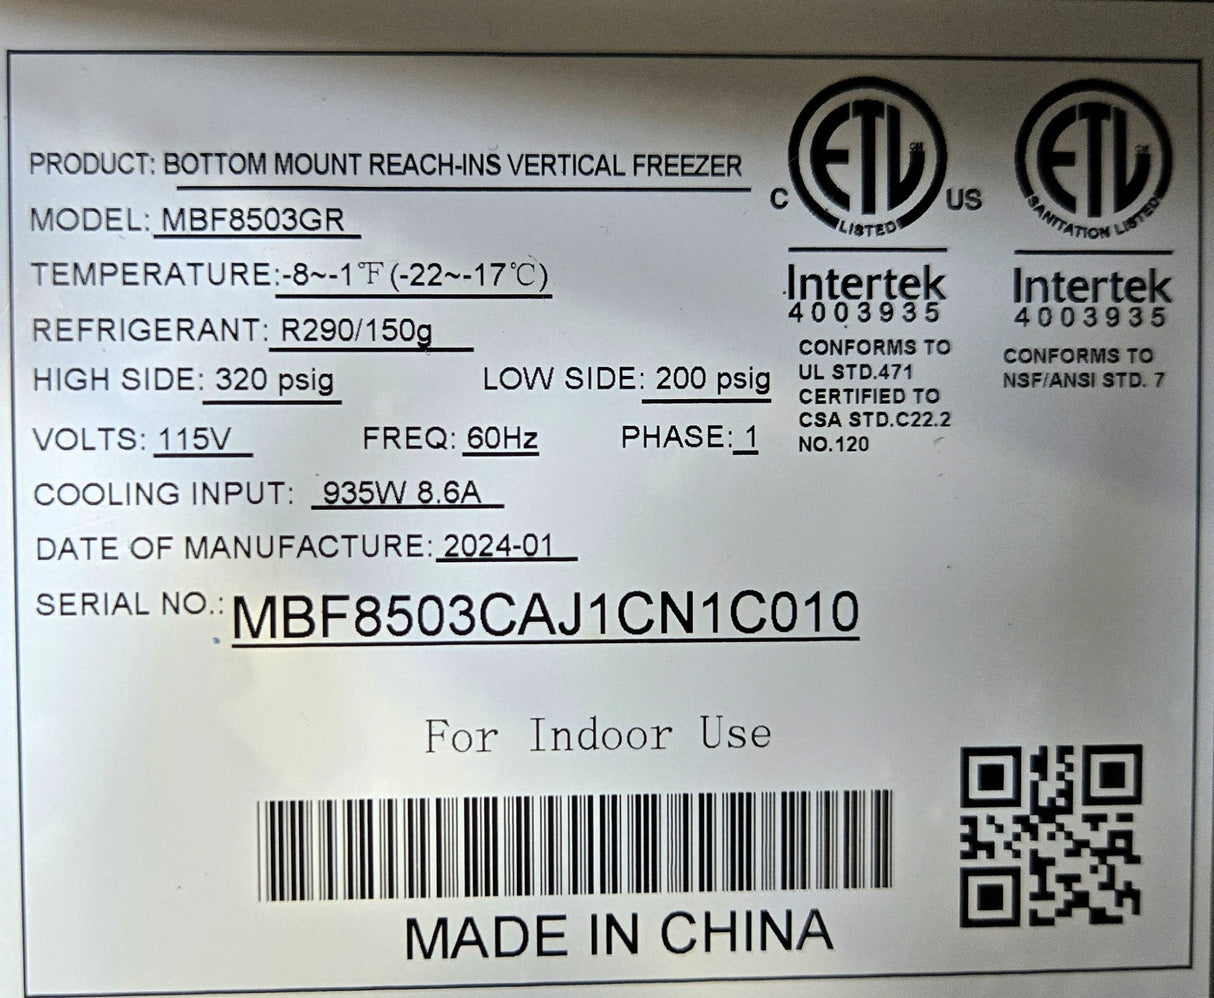 PRODUCT: BOTTOM MOUNT REACH-INS VERTICAL FREEZER
MODEL: MBF8503GR
TEMPERATURE:-8~-1℉(-22~-17℃)
REFRIGERANT: R290/150g
HIGH SIDE: 320 psig LOW SIDE: 200 psig
VOLTS: 115V FREQ: 60Hz PHASE: 1
COOLING INPUT: 935W 8.6A
DATE OF MANUFACTURE: 2024-01
SERIAL NO.: MBF8503CAJ1CN1C010
ETL
C US
LISTED
Intertek
4003935
CONFORMS TO
UL STD.471
CERTIFIED TO
CSA STD.C22.2
NO.120
ETL
SANITATION LISTED
Intertek
4003935
CONFORMS TO
NSF/ANSI STD. 7
For Indoor Use
MADE IN CHINA